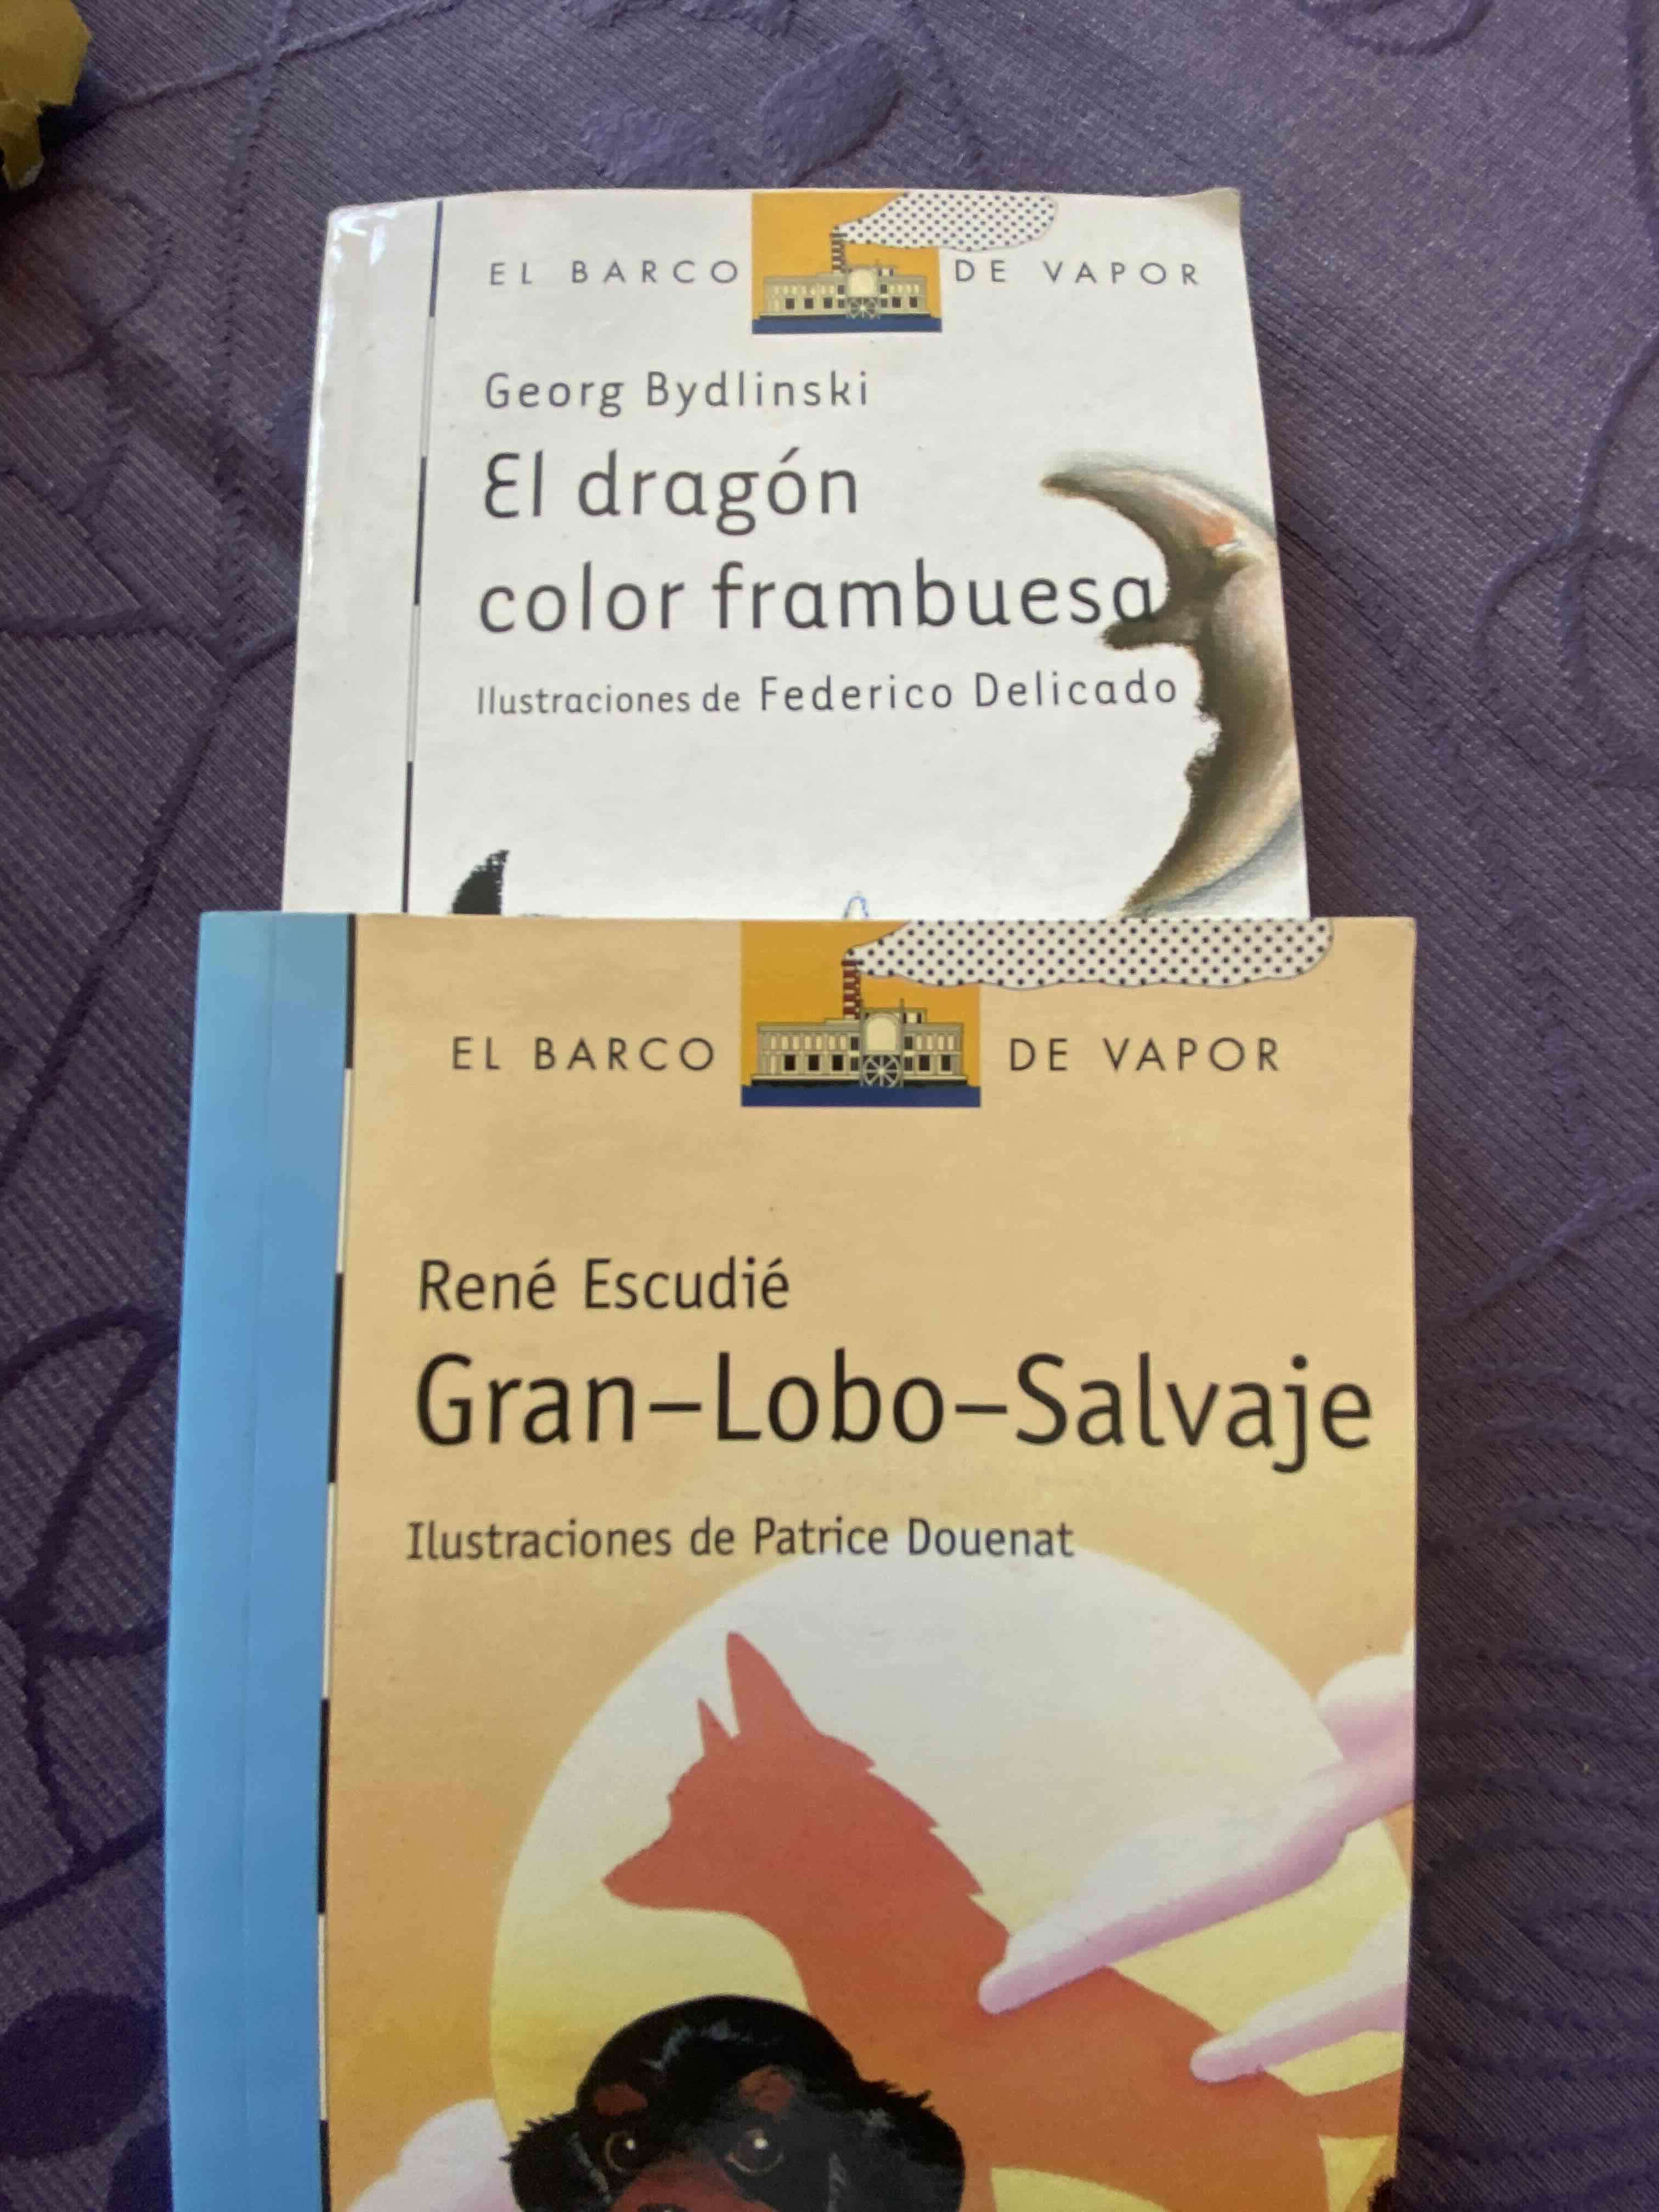 EL BARCO DE VAPOR
Georg Bydlinski
El dragón
color frambuesa
Ilustraciones de Federico Delicado
EL BARCO DE VAPOR
René Escudié
Gran-Lobo-Salvaje
Ilustraciones de Patrice Douenat